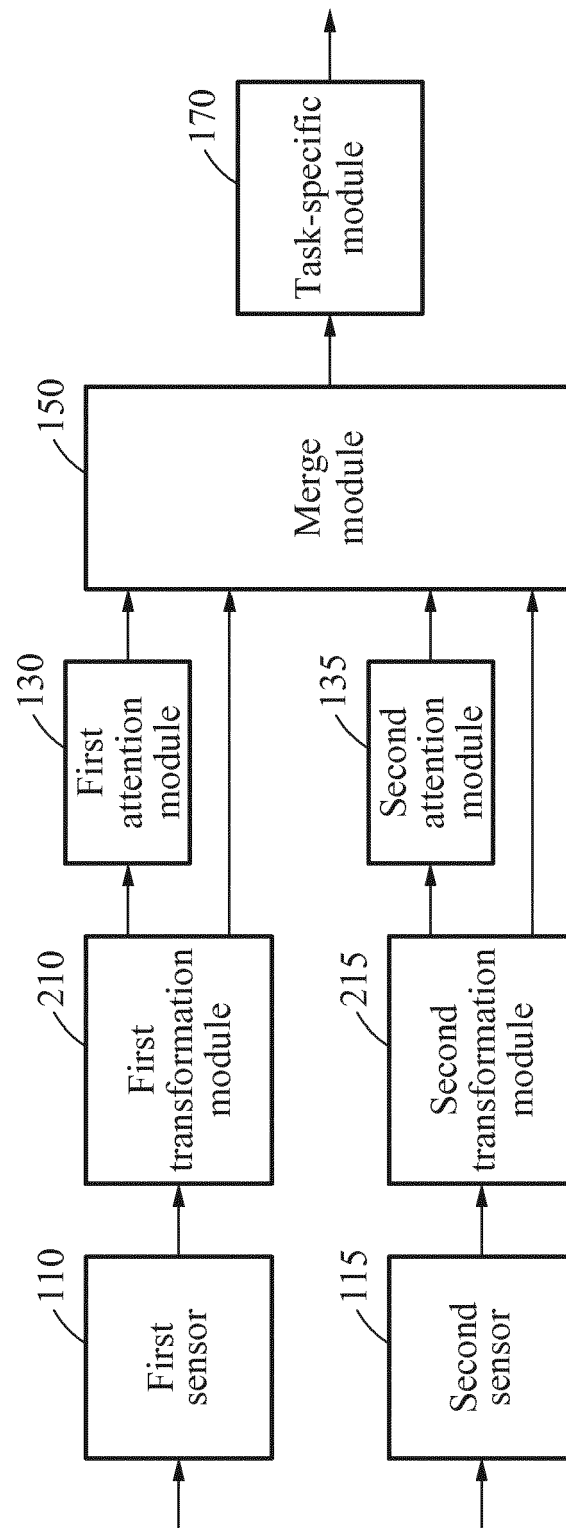 110
First
sensor
210
First
transformation
module
130
First
attention
module
115
Second
sensor
215
Second
transformation
module
135
Second
attention
module
150
Merge
module
170
Task-specific
module